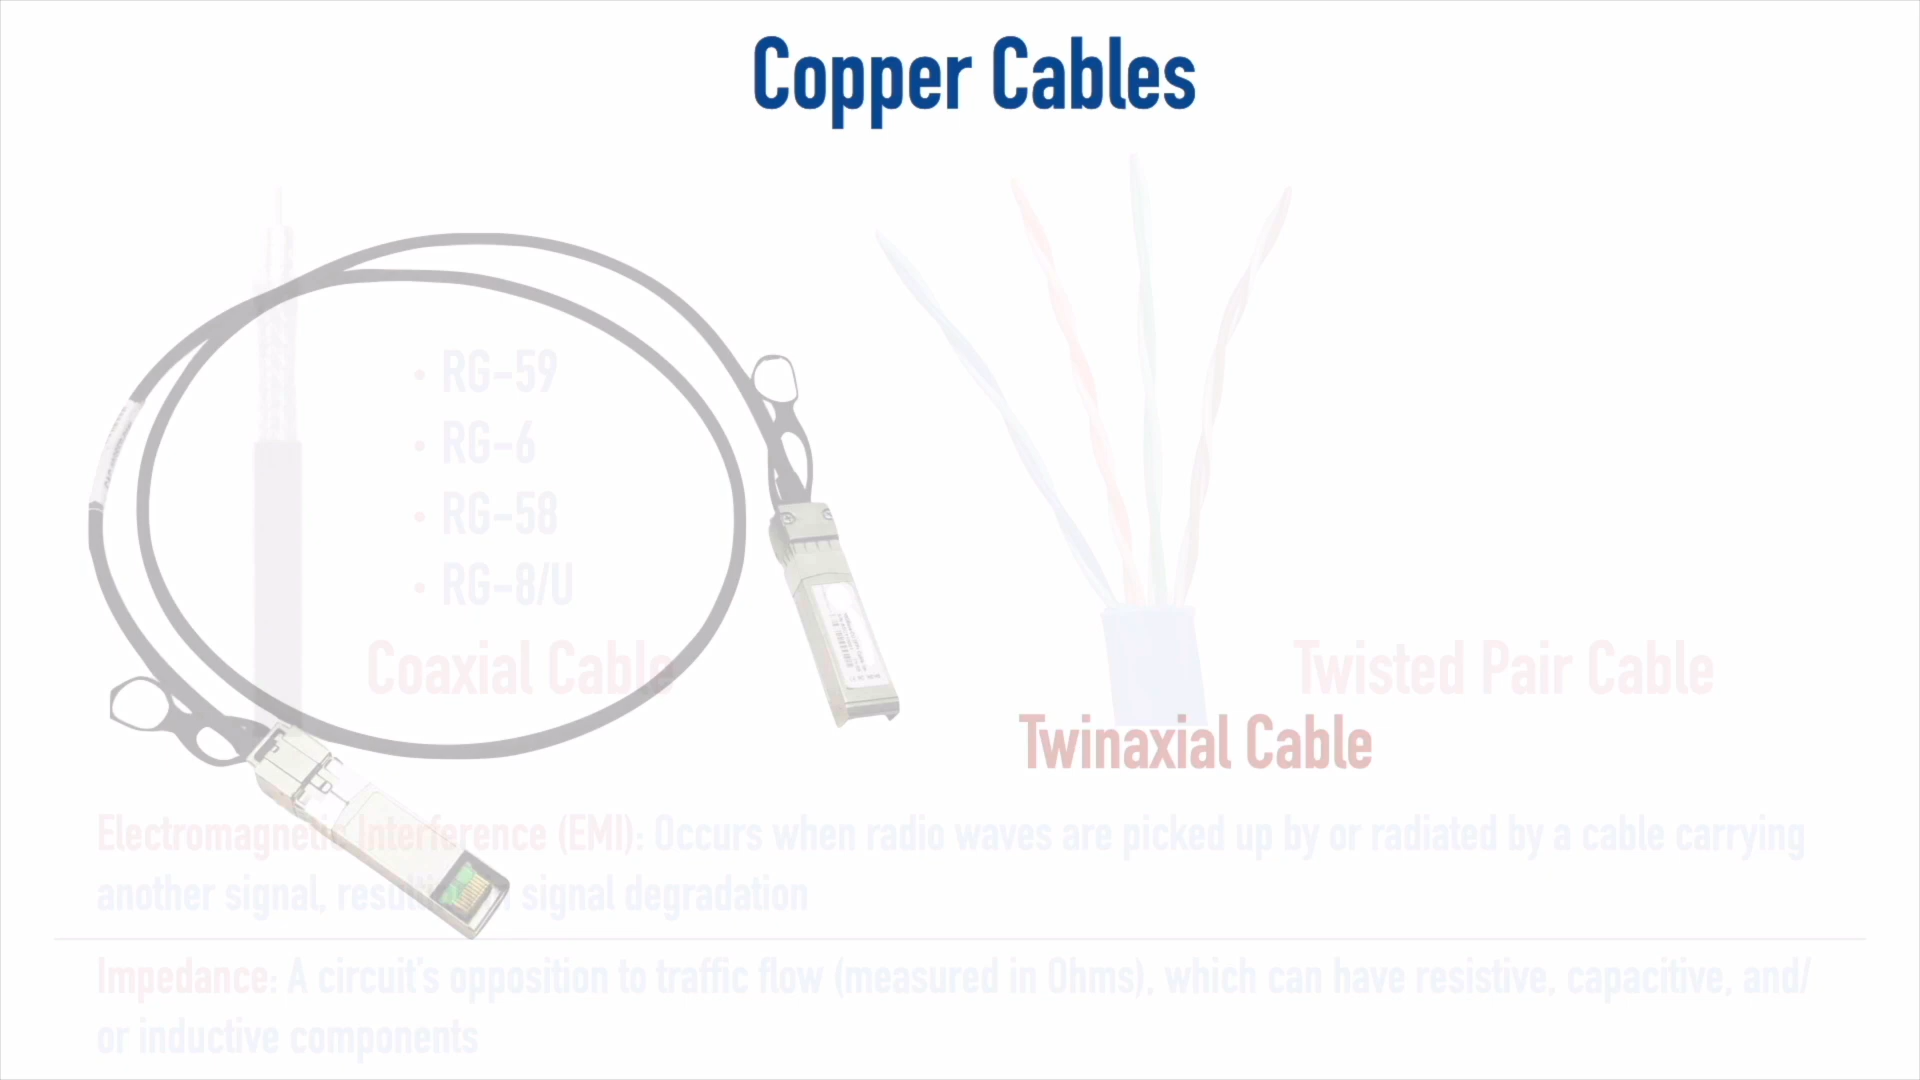 Copper Cables
• RG-59
• RG-6
• RG-58
• RG-8/U
Coaxial Cable
Twisted Pair Cable
Twinaxial Cable
Electromagnetic Interference (EMI): Occurs when radio waves are picked up by or radiated by a cable carrying
another signal, signal degradation
Impedance: A circuit's opposition to traffic flow (measured in Ohms), which can have resistive, capacitive, and/
or inductive components